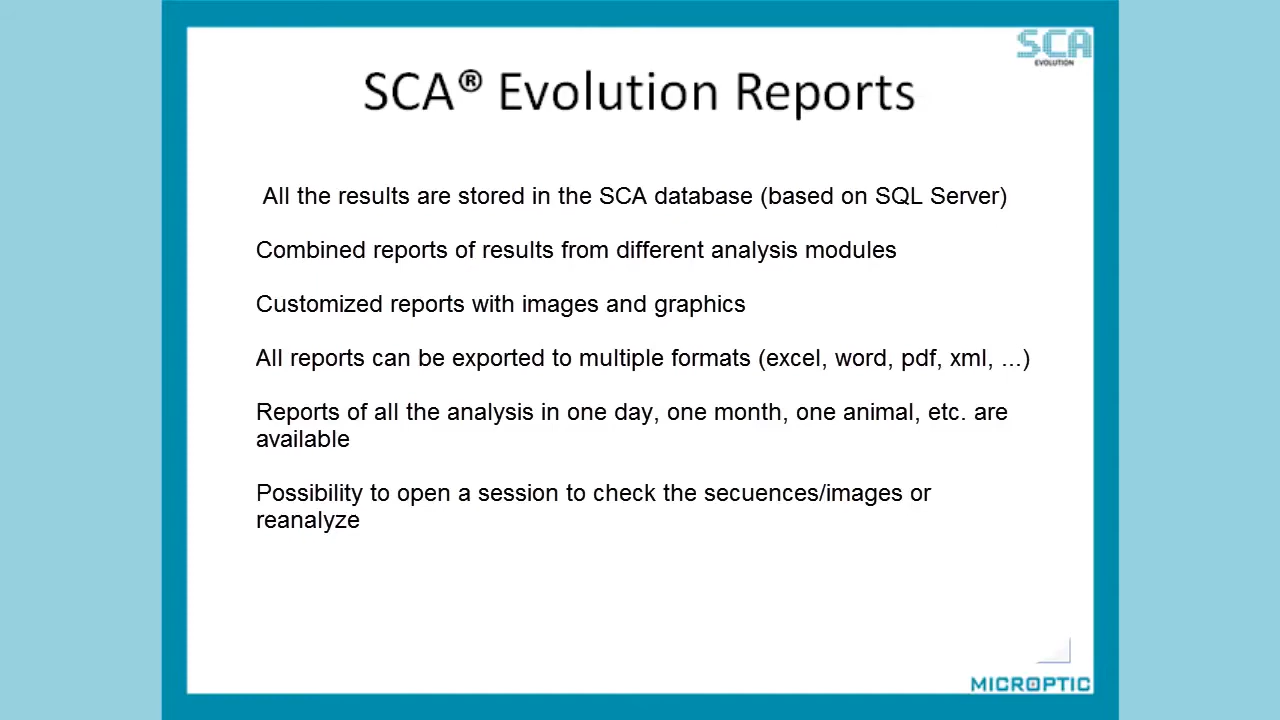 SCA
EVOLUTION
SCA® Evolution Reports
All the results are stored in the SCA database (based on SQL Server)
Combined reports of results from different analysis modules
Customized reports with images and graphics
All reports can be exported to multiple formats (excel, word, pdf, xml, ...)
Reports of all the analysis in one day, one month, one animal, etc. are
available
Possibility to open a session to check the secuences/images or
reanalyze
MICROPTIC